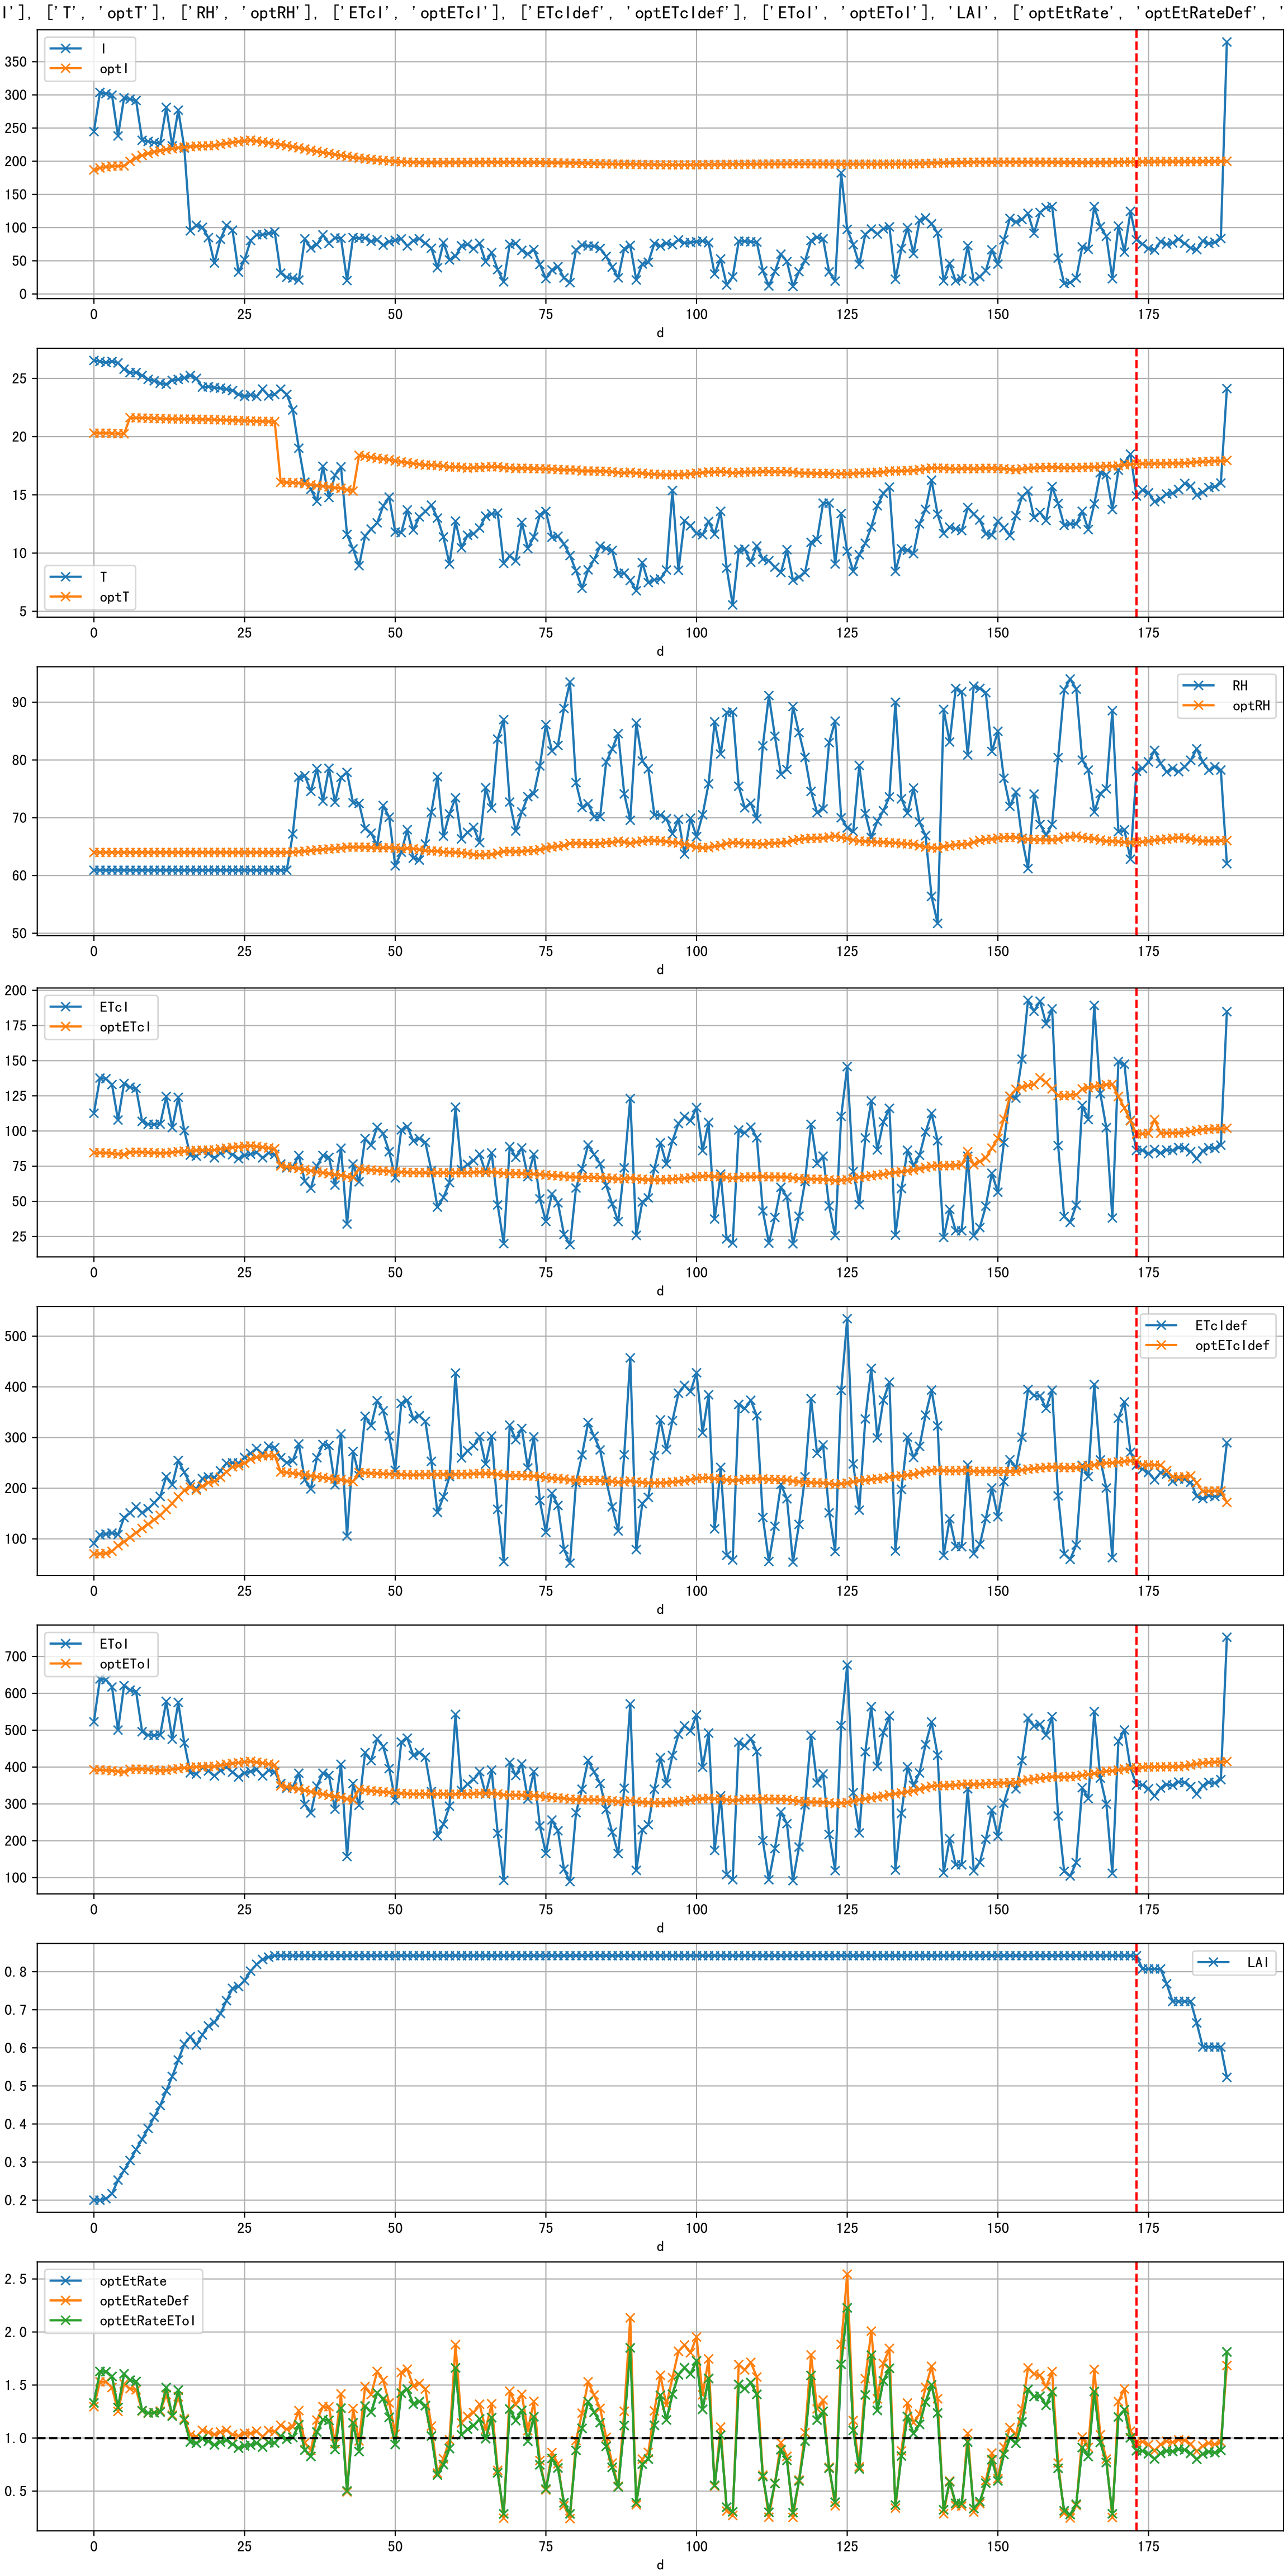 I'], ['T', 'optT'], ['RH', 'optRH'], ['ETcI', 'optETcI'], ['ETcIdef', 'optETcIdef'], ['EToI', 'optEToI'], 'LAI', ['optEtRate', 'optEtRateDef', '
I
optI
350
300
250
200
150
100
50
0
0 25 50 75 100 125 150 175
d
25
20
15
10
5
T
optT
0 25 50 75 100 125 150 175
d
RH
optRH
90
80
70
60
50
0 25 50 75 100 125 150 175
d
ETcI
optETcI
200
175
150
125
100
75
50
25
0 25 50 75 100 125 150 175
d
ETcIdef
optETcIdef
500
400
300
200
100
0 25 50 75 100 125 150 175
d
EToI
optEToI
700
600
500
400
300
200
100
0 25 50 75 100 125 150 175
d
LAI
0.8
0.7
0.6
0.5
0.4
0.3
0.2
0 25 50 75 100 125 150 175
d
optEtRate
optEtRateDef
optEtRateEToI
2.5
2.0
1.5
1.0
0.5
0 25 50 75 100 125 150 175
d